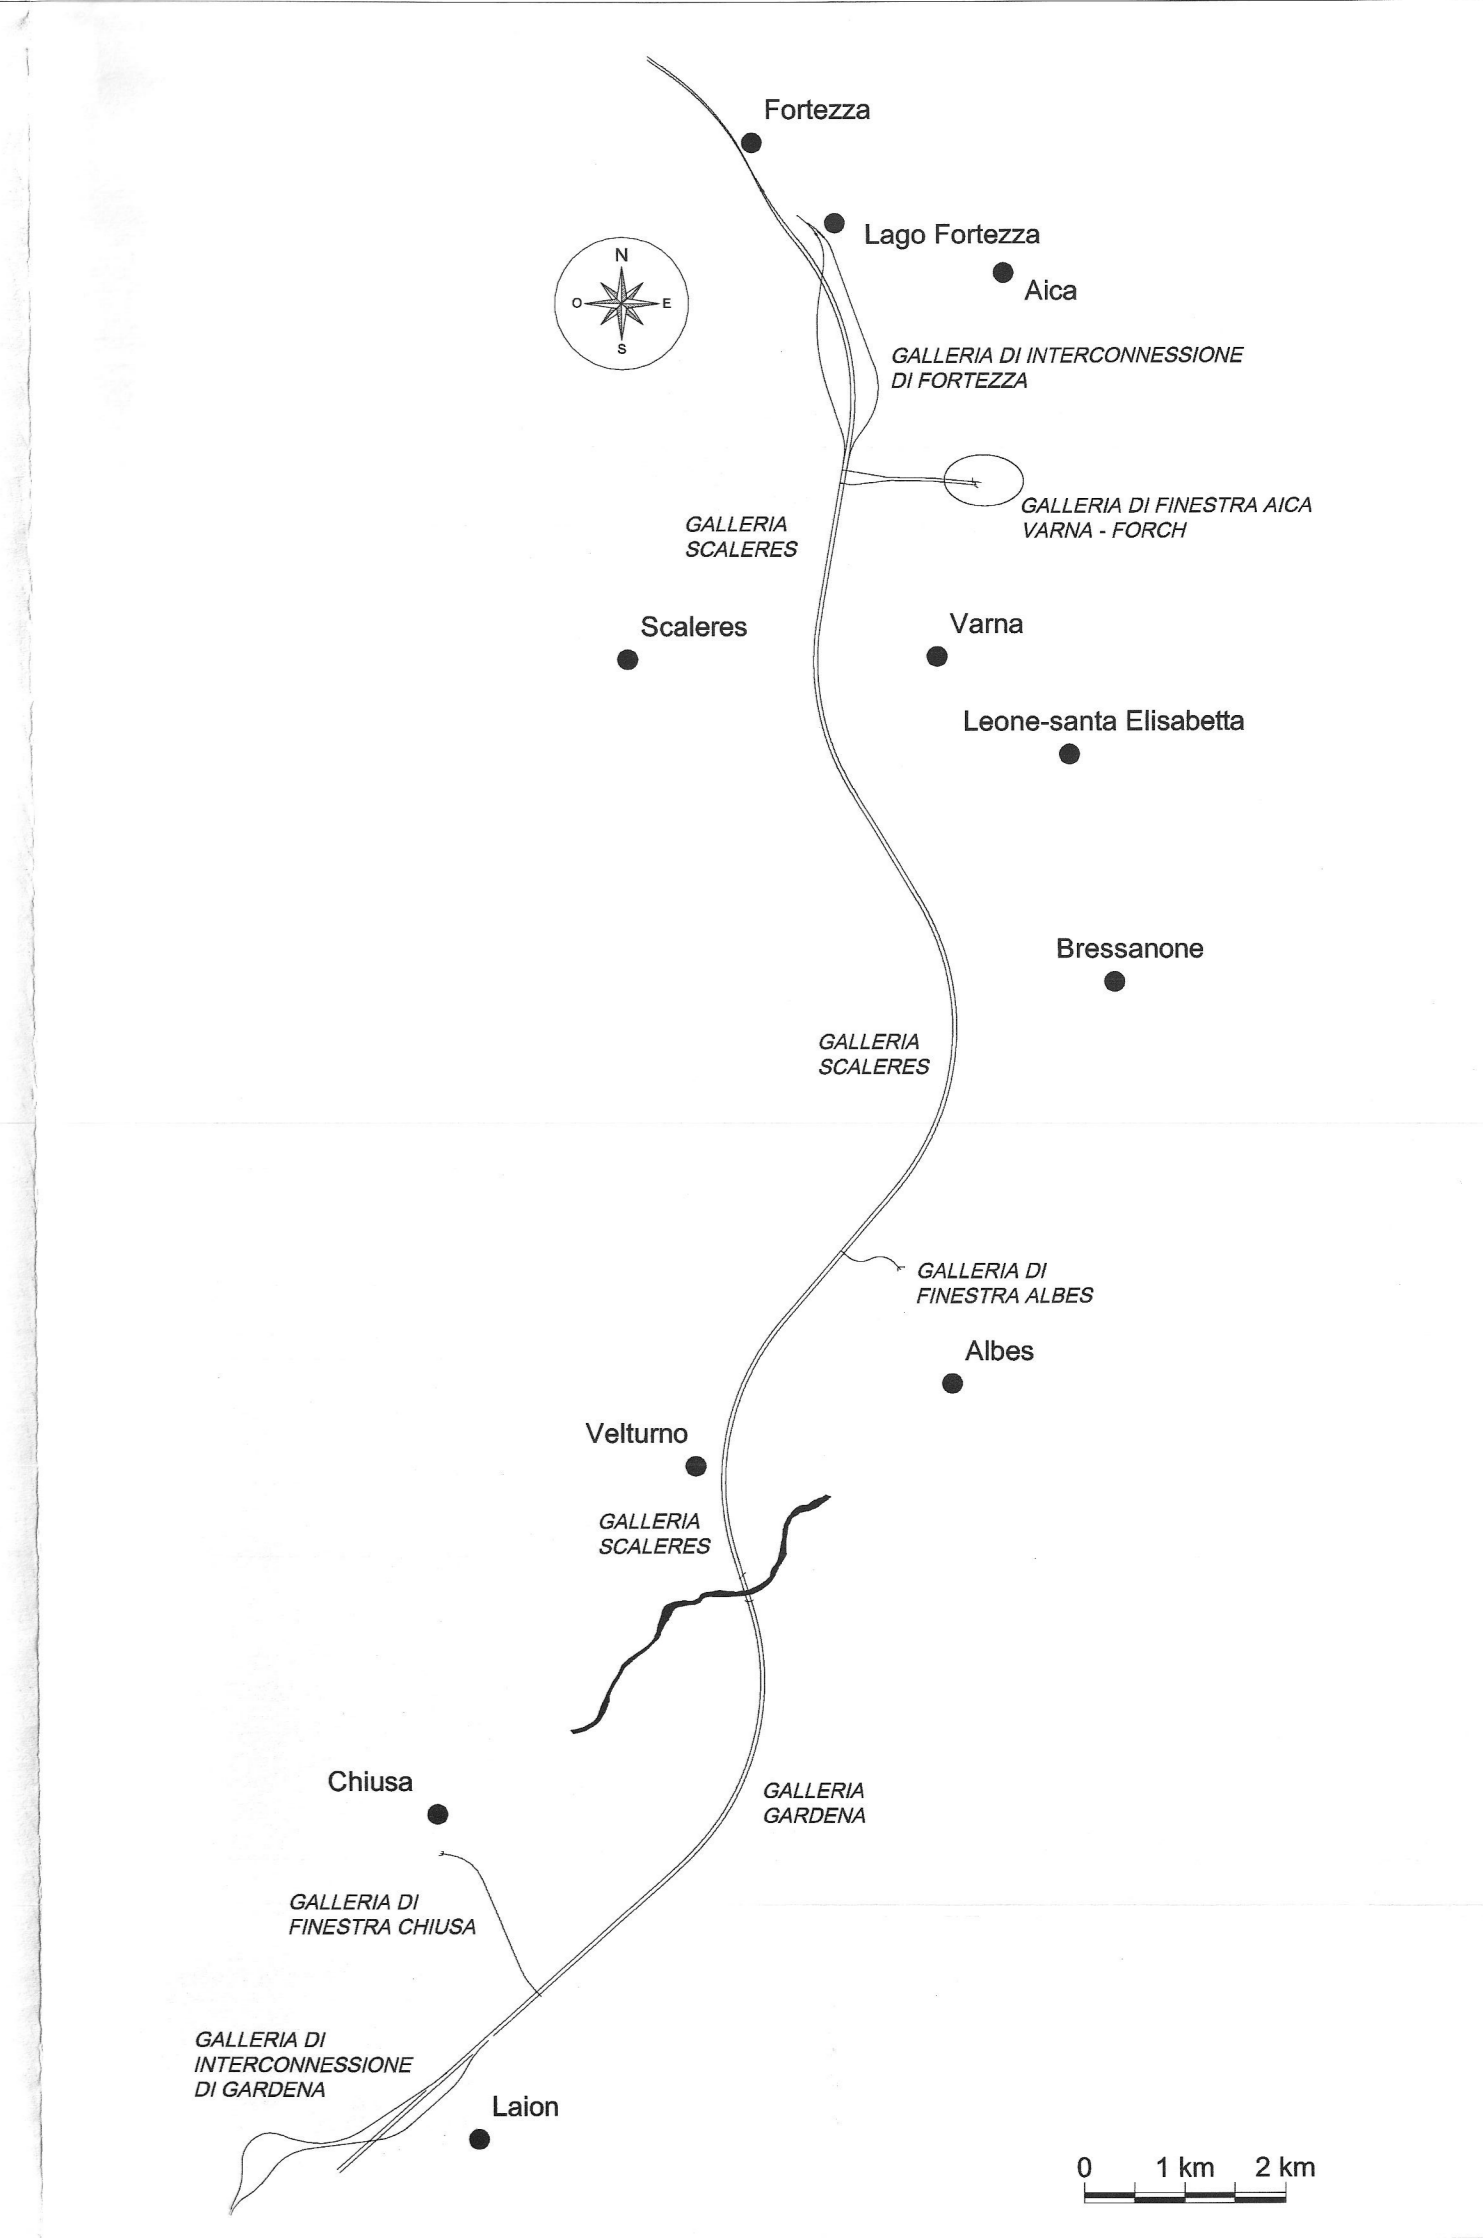 Fortezza
Lago Fortezza
N
O
E
S
Aica
GALLERIA DI INTERCONNESSIONE
DI FORTEZZA
GALLERIA DI FINESTRA AICA
VARNA - FORCH
GALLERIA
SCALERES
Scaleres
Varna
Leone-santa Elisabetta
Bressanone
GALLERIA
SCALERES
GALLERIA DI
FINESTRA ALBES
Albes
Velturno
GALLERIA
SCALERES
Chiusa
GALLERIA
GARDENA
GALLERIA DI
FINESTRA CHIUSA
GALLERIA DI
INTERCONNESSIONE
DI GARDENA
Laion
0 1 km 2 km